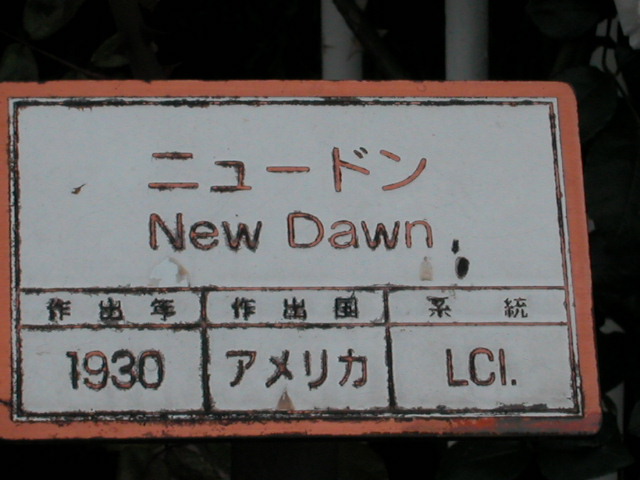 ニュードン
New Dawn
作出年 作出国 系統
1930 アメリカ LCl.